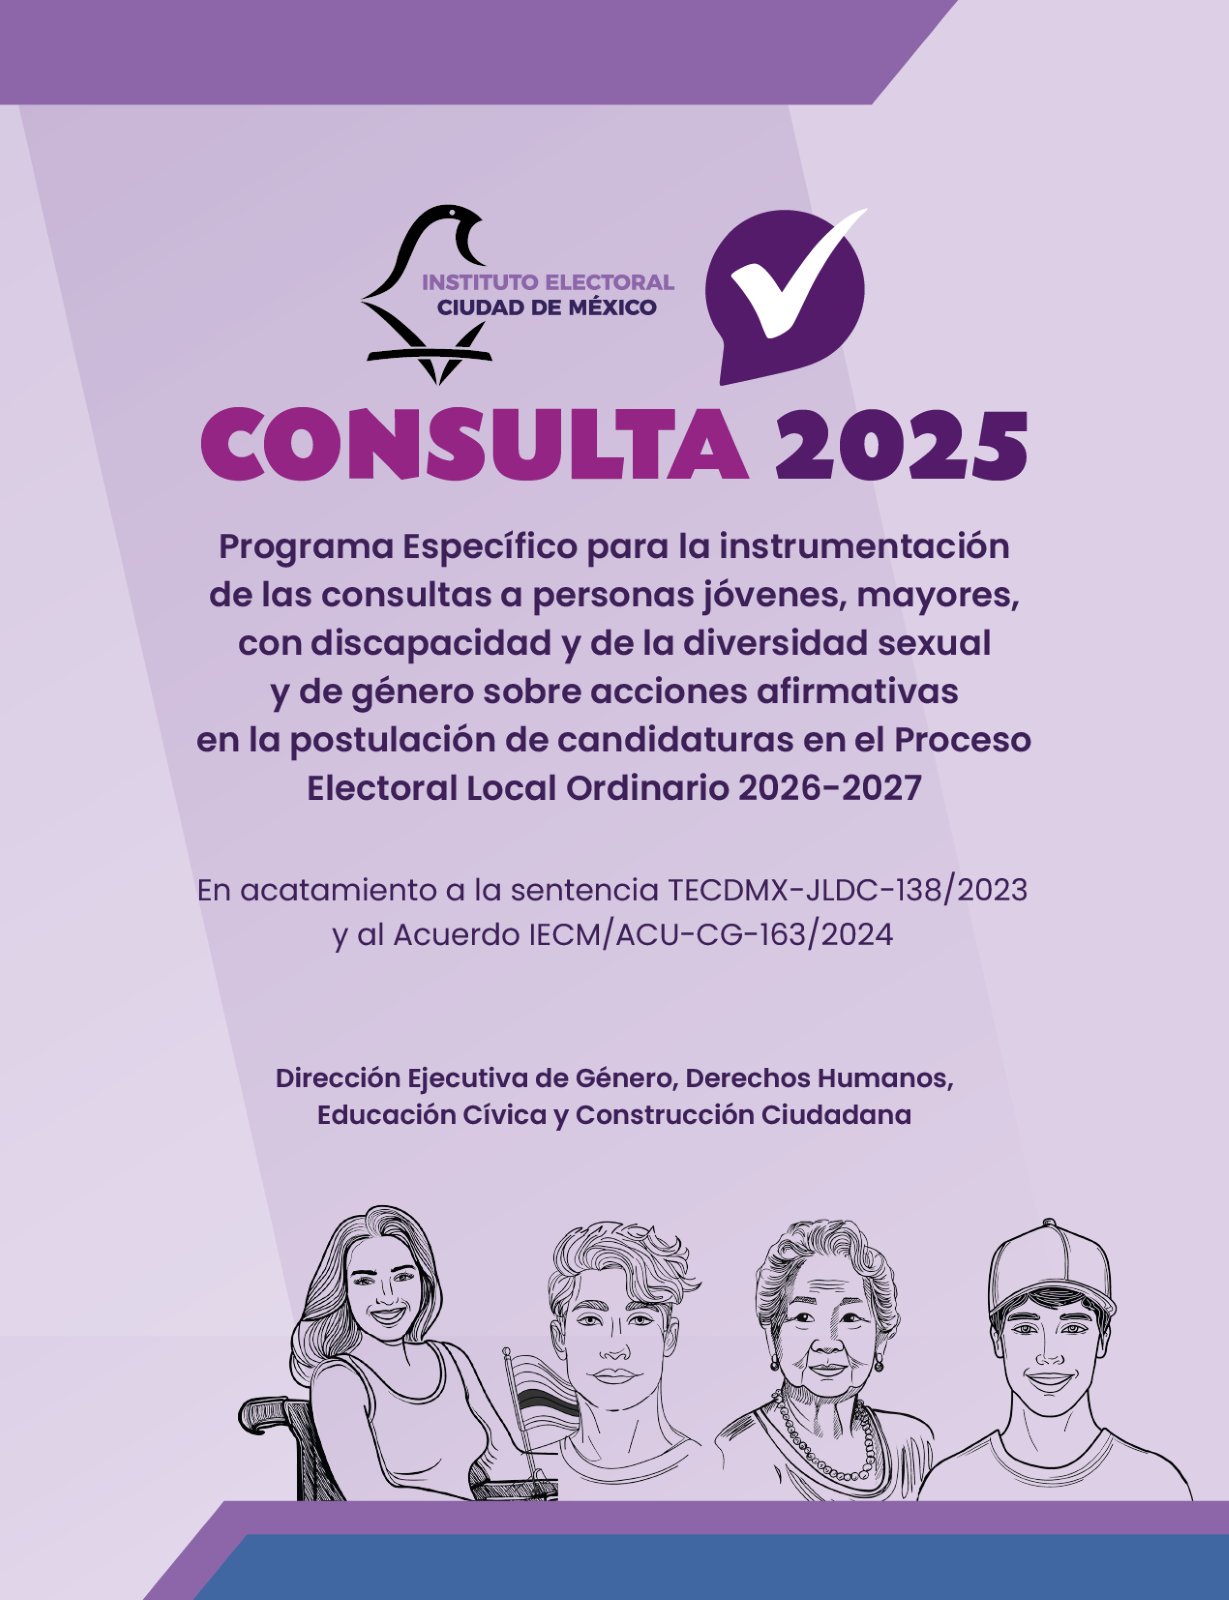 INSTITUTO ELECTORAL
CIUDAD DE MÉXICO
CONSULTA 2025
Programa Específico para la instrumentación
de las consultas a personas jóvenes, mayores,
con discapacidad y de la diversidad sexual
y de género sobre acciones afirmativas
en la postulación de candidaturas en el Proceso
Electoral Local Ordinario 2026-2027
En acatamiento a la sentencia TECDMX-JLDC-138/2023
y al Acuerdo IECM/ACU-CG-163/2024
Dirección Ejecutiva de Género, Derechos Humanos,
Educación Cívica y Construcción Ciudadana